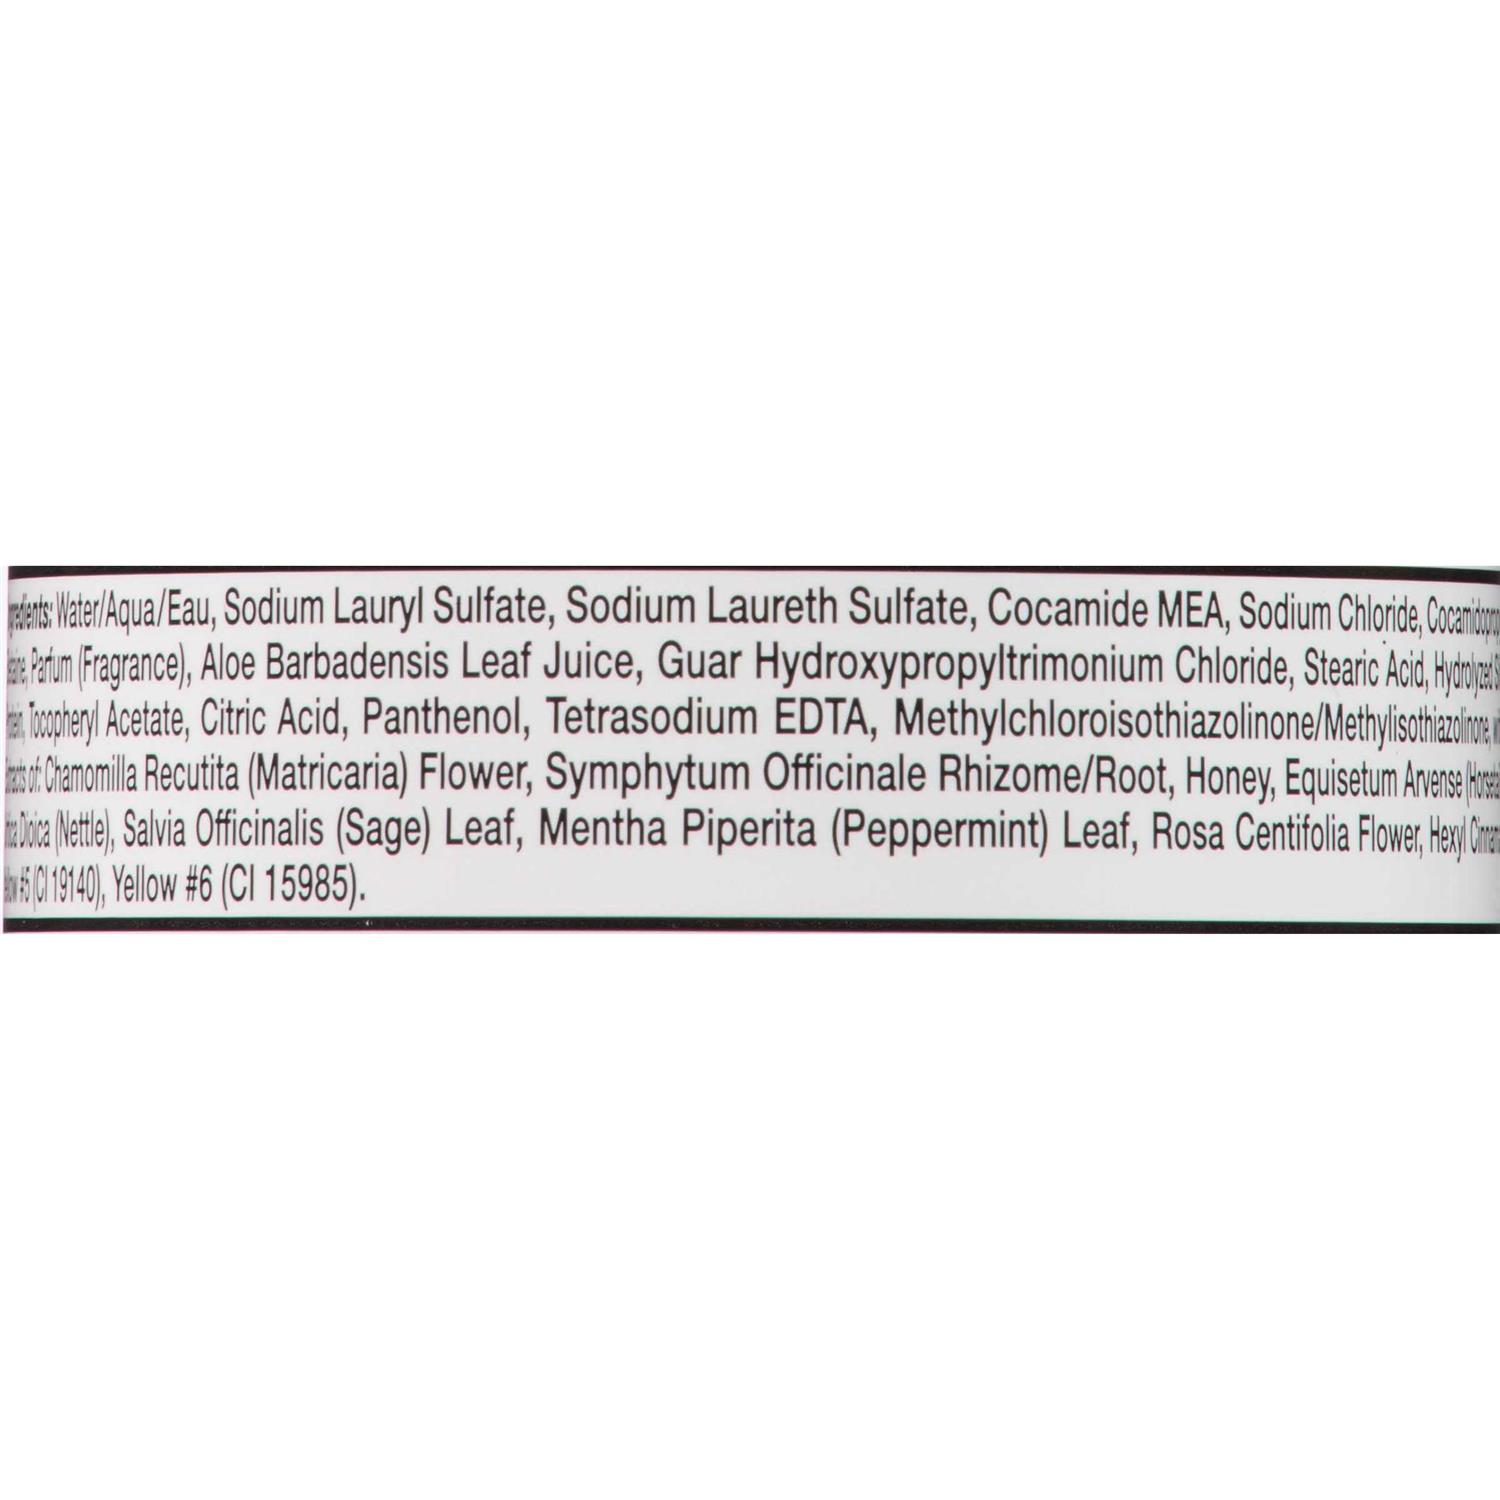 Water/Aqua/Eau, Sodium Lauryl Sulfate, Sodium Laureth Sulfate, Cocamide MEA, Sodium Chloride,
Parfum (Fragrance), Aloe Barbadensis Leaf Juice, Guar Hydroxypropyltrimonium Chloride, Stearic Acid, Hydrolyzed
Tocopheryl Acetate, Citric Acid, Panthenol, Tetrasodium EDTA, Methylchloroisothiazolinone/Methylisothiazolinone,
of: Chamomilla Recutita (Matricaria) Flower, Symphytum Officinale Rhizome/Root, Honey, Equisetum Arvense
Dioica (Nettle), Salvia Officinalis (Sage) Leaf, Mentha Piperita (Peppermint) Leaf, Rosa Centifolia Flower, Hexyl
#5 (CI 19140), Yellow #6 (CI 15985).